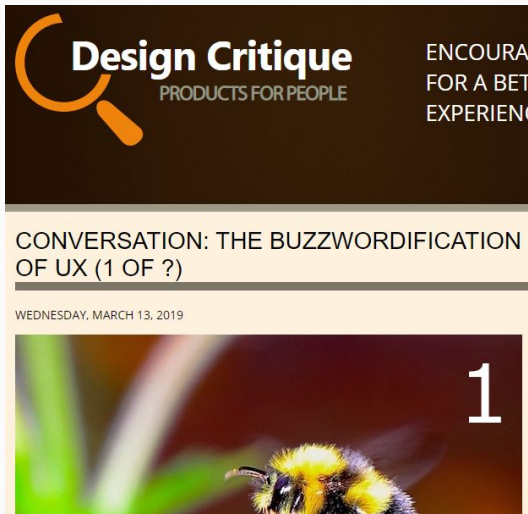 Design Critique
PRODUCTS FOR PEOPLE
ENCOURA
FOR A BET
EXPERIENC
CONVERSATION: THE BUZZWORDIFICATION
OF UX (1 OF ?)
WEDNESDAY, MARCH 13, 2019
1